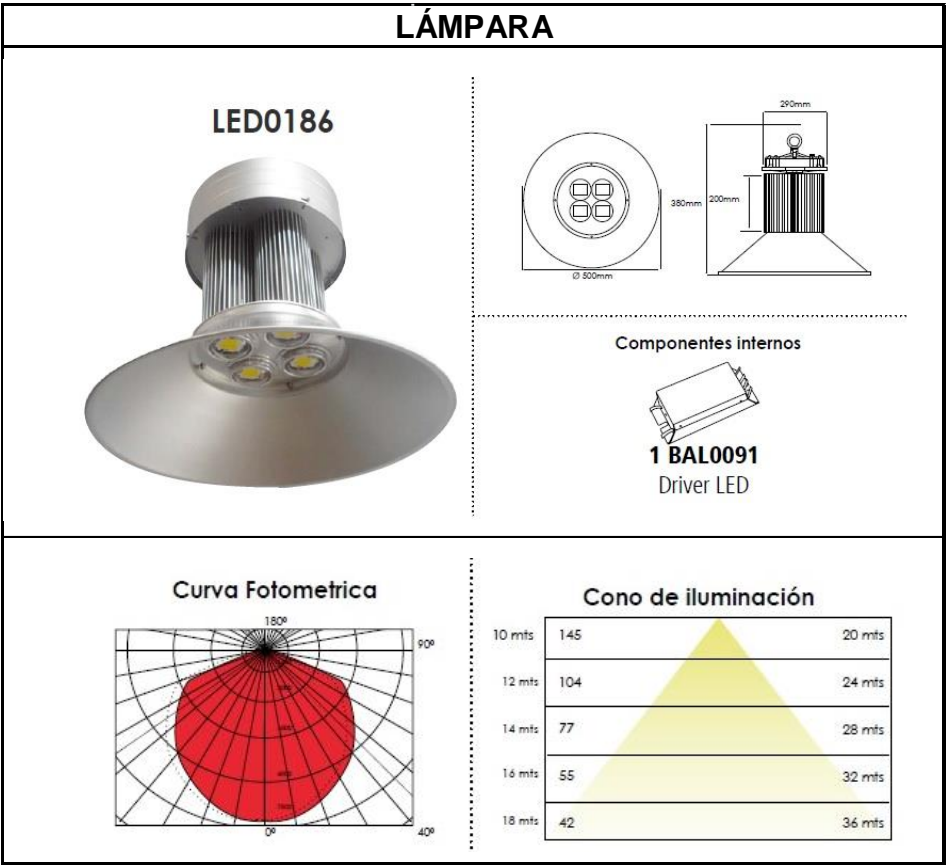 LÁMPARA
LED0186
290mm
380mm
200mm
Ø 500mm
Componentes internos
1 BAL0091
Driver LED
Curva Fotometrica
180º
90º
0º
40º
Cono de iluminación
10 mts 145 20 mts
12 mts 104 24 mts
14 mts 77 28 mts
16 mts 55 32 mts
18 mts 42 36 mts